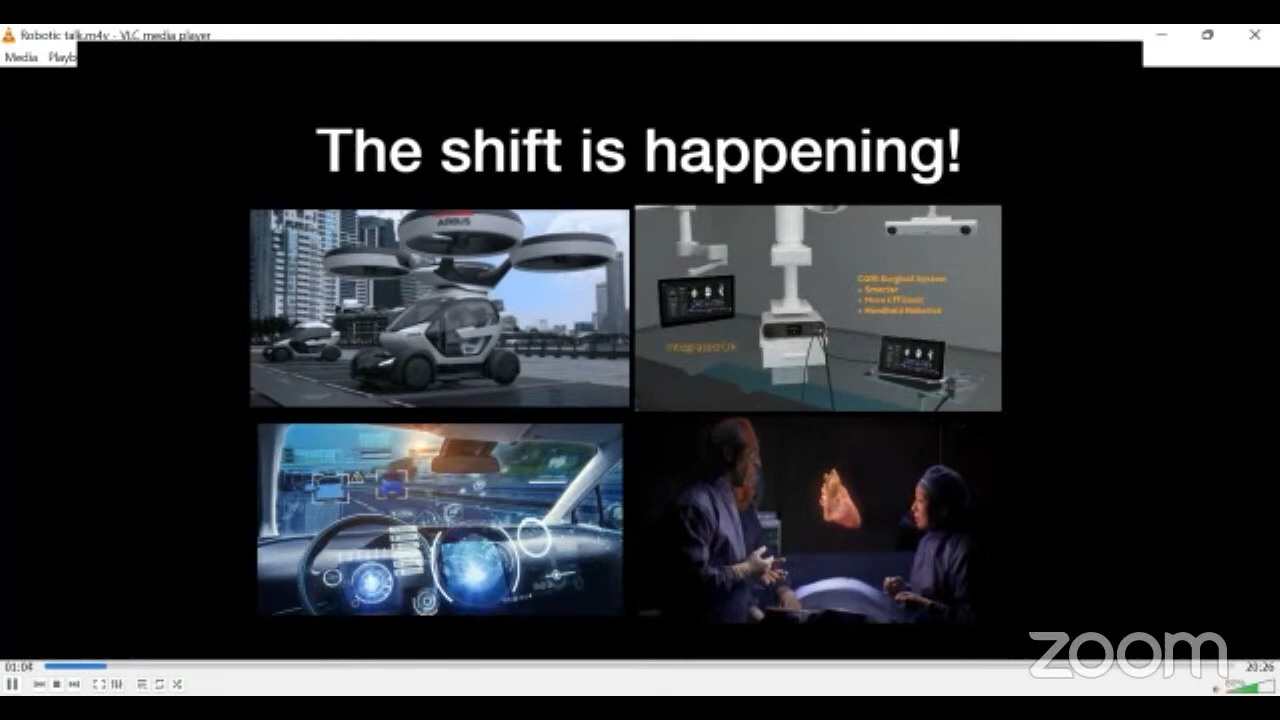 Robotic talk.m4v - VLC media player
Media Playb
The shift is happening!
AIRBUS
CORI Surgical System
+ Smarter
+ More Efficient
+ Handheld Robotics
Integrated OR
01:04
20:26
zoom